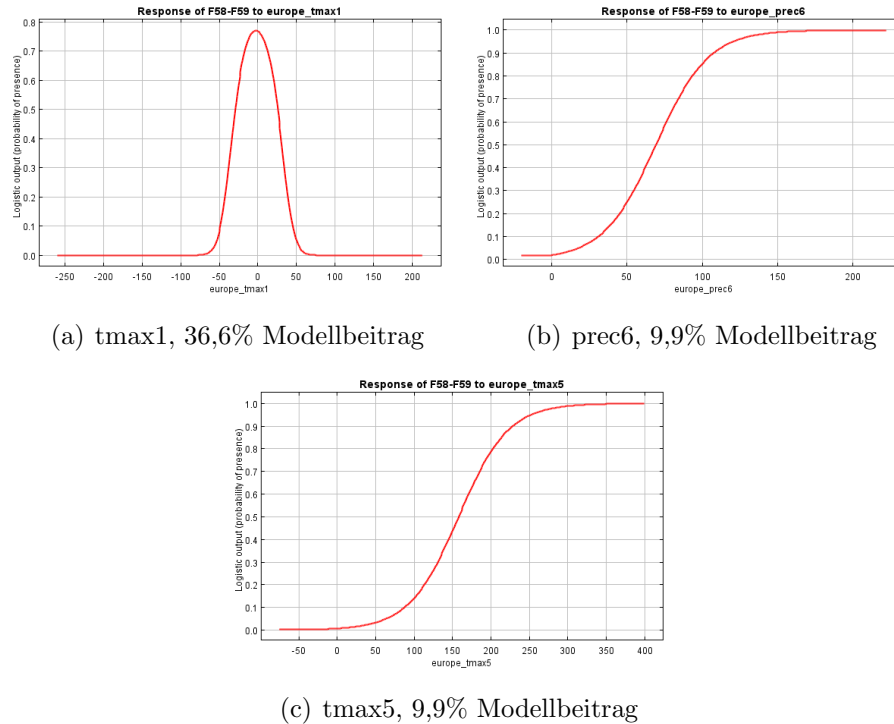 Response of F58-F59 to europe_tmax1
Logistic output (probability of presence)
0.8
0.7
0.6
0.5
0.4
0.3
0.2
0.1
0.0
-250 -200 -150 -100 -50 0 50 100 150 200
europe_tmax1
(a) tmax1, 36,6% Modellbeitrag
Response of F58-F59 to europe_prec6
Logistic output (probability of presence)
1.0
0.9
0.8
0.7
0.6
0.5
0.4
0.3
0.2
0.1
0.0
0 50 100 150 200
europe_prec6
(b) prec6, 9,9% Modellbeitrag
Response of F58-F59 to europe_tmax5
Logistic output (probability of presence)
1.0
0.9
0.8
0.7
0.6
0.5
0.4
0.3
0.2
0.1
0.0
-50 0 50 100 150 200 250 300 350 400
europe_tmax5
(c) tmax5, 9,9% Modellbeitrag